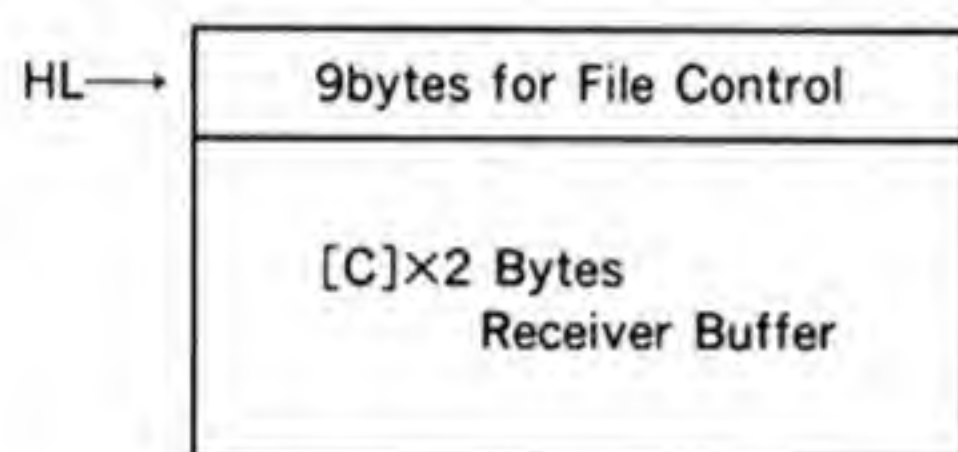 HL→
9bytes for File Control
[C]×2 Bytes
Receiver Buffer